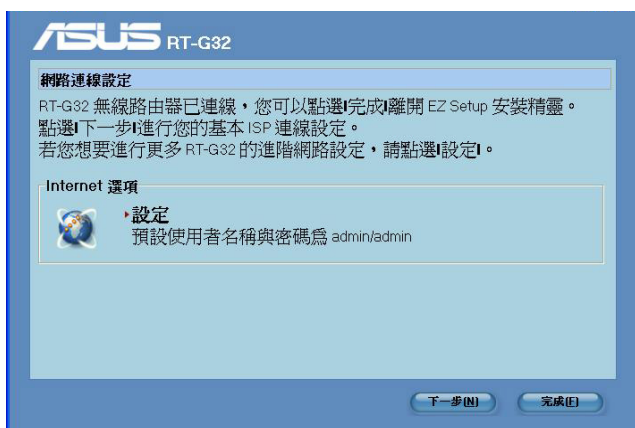 ASUS RT-G32
網路連線設定
RT-G32 無線路由器已連線，您可以點選I完成I離開 EZ Setup 安裝精靈。
點選I下一步I進行您的基本 ISP 連線設定。
若您想要進行更多 RT-G32 的進階網路設定，請點選I設定I。
Internet 選項
設定
預設使用者名稱與密碼為 admin/admin
下一步(N) 完成(F)